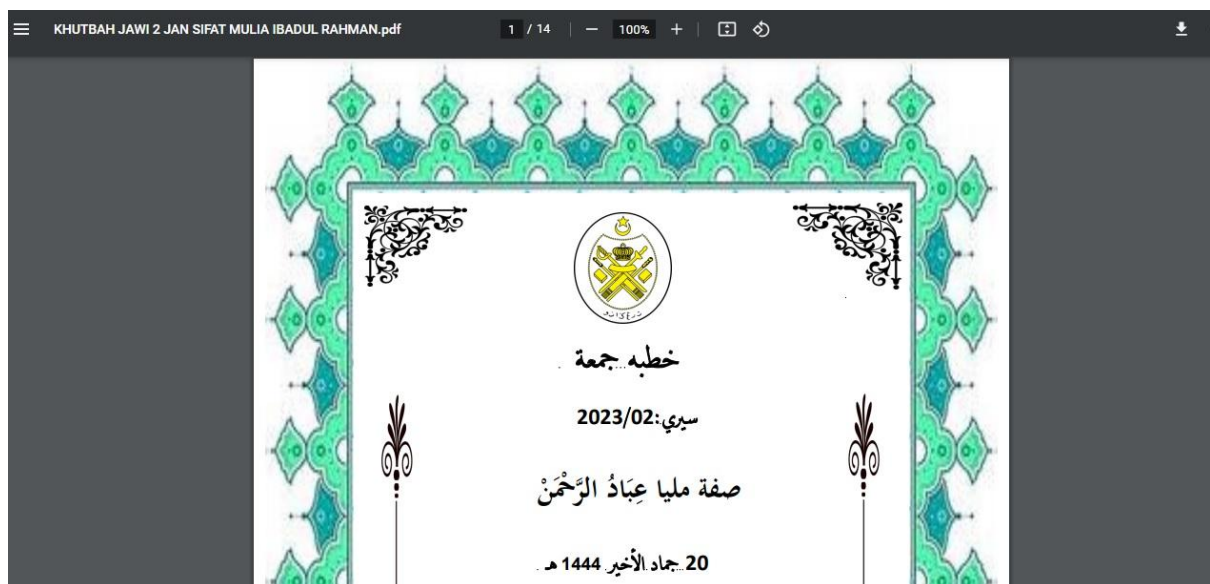 KHUTBAH JAWI 2 JAN SIFAT MULIA IBADUL RAHMAN.pdf
1 / 14
100%
خطبه جمعة
سيري:2023/02
صفة مليا عِبَادُ الرَّحْمَنْ
20 جماد الأخير 1444 هـ